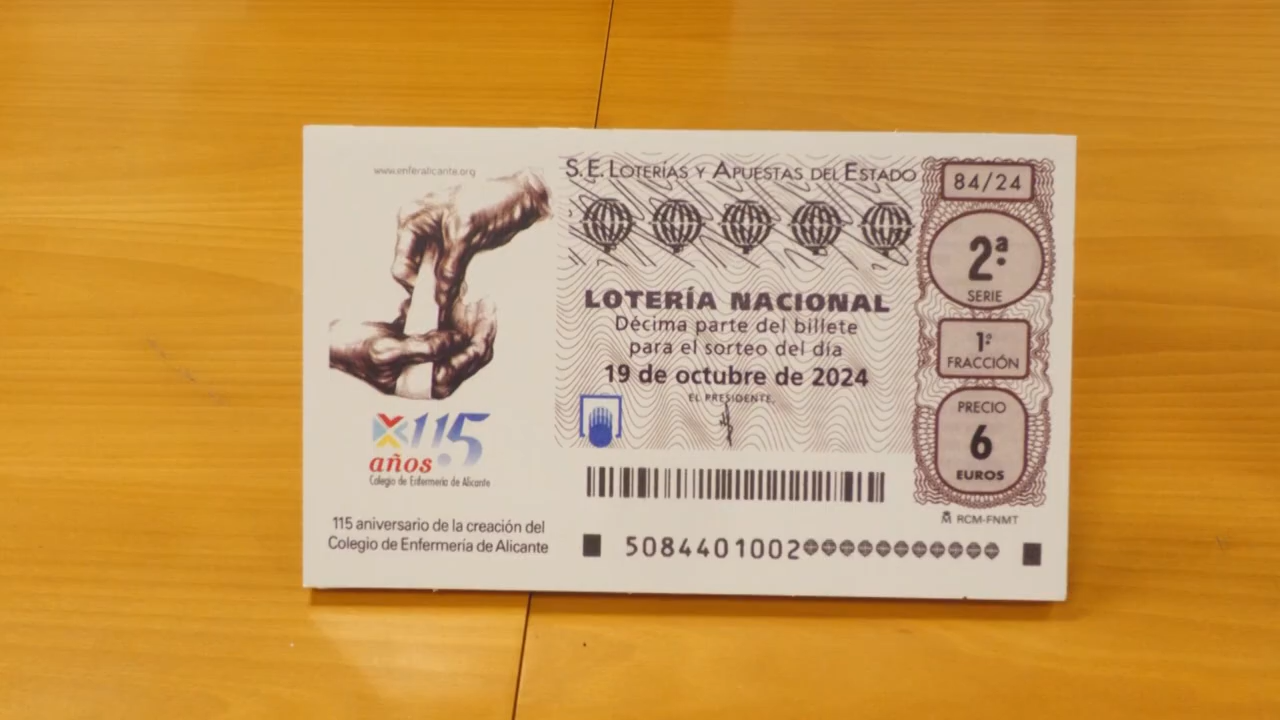 www.enferalicante.org
115
años
Colegio de Enfermería de Alicante
115 aniversario de la creación del
Colegio de Enfermería de Alicante
S.E. LOTERÍAS Y APUESTAS DEL ESTADO
LOTERÍA NACIONAL
Décima parte del billete
para el sorteo del día
19 de octubre de 2024
EL PRESIDENTE,
5084401002
84/24
2ª
SERIE
1ª
FRACCIÓN
PRECIO
6
EUROS
RCM-FNMT